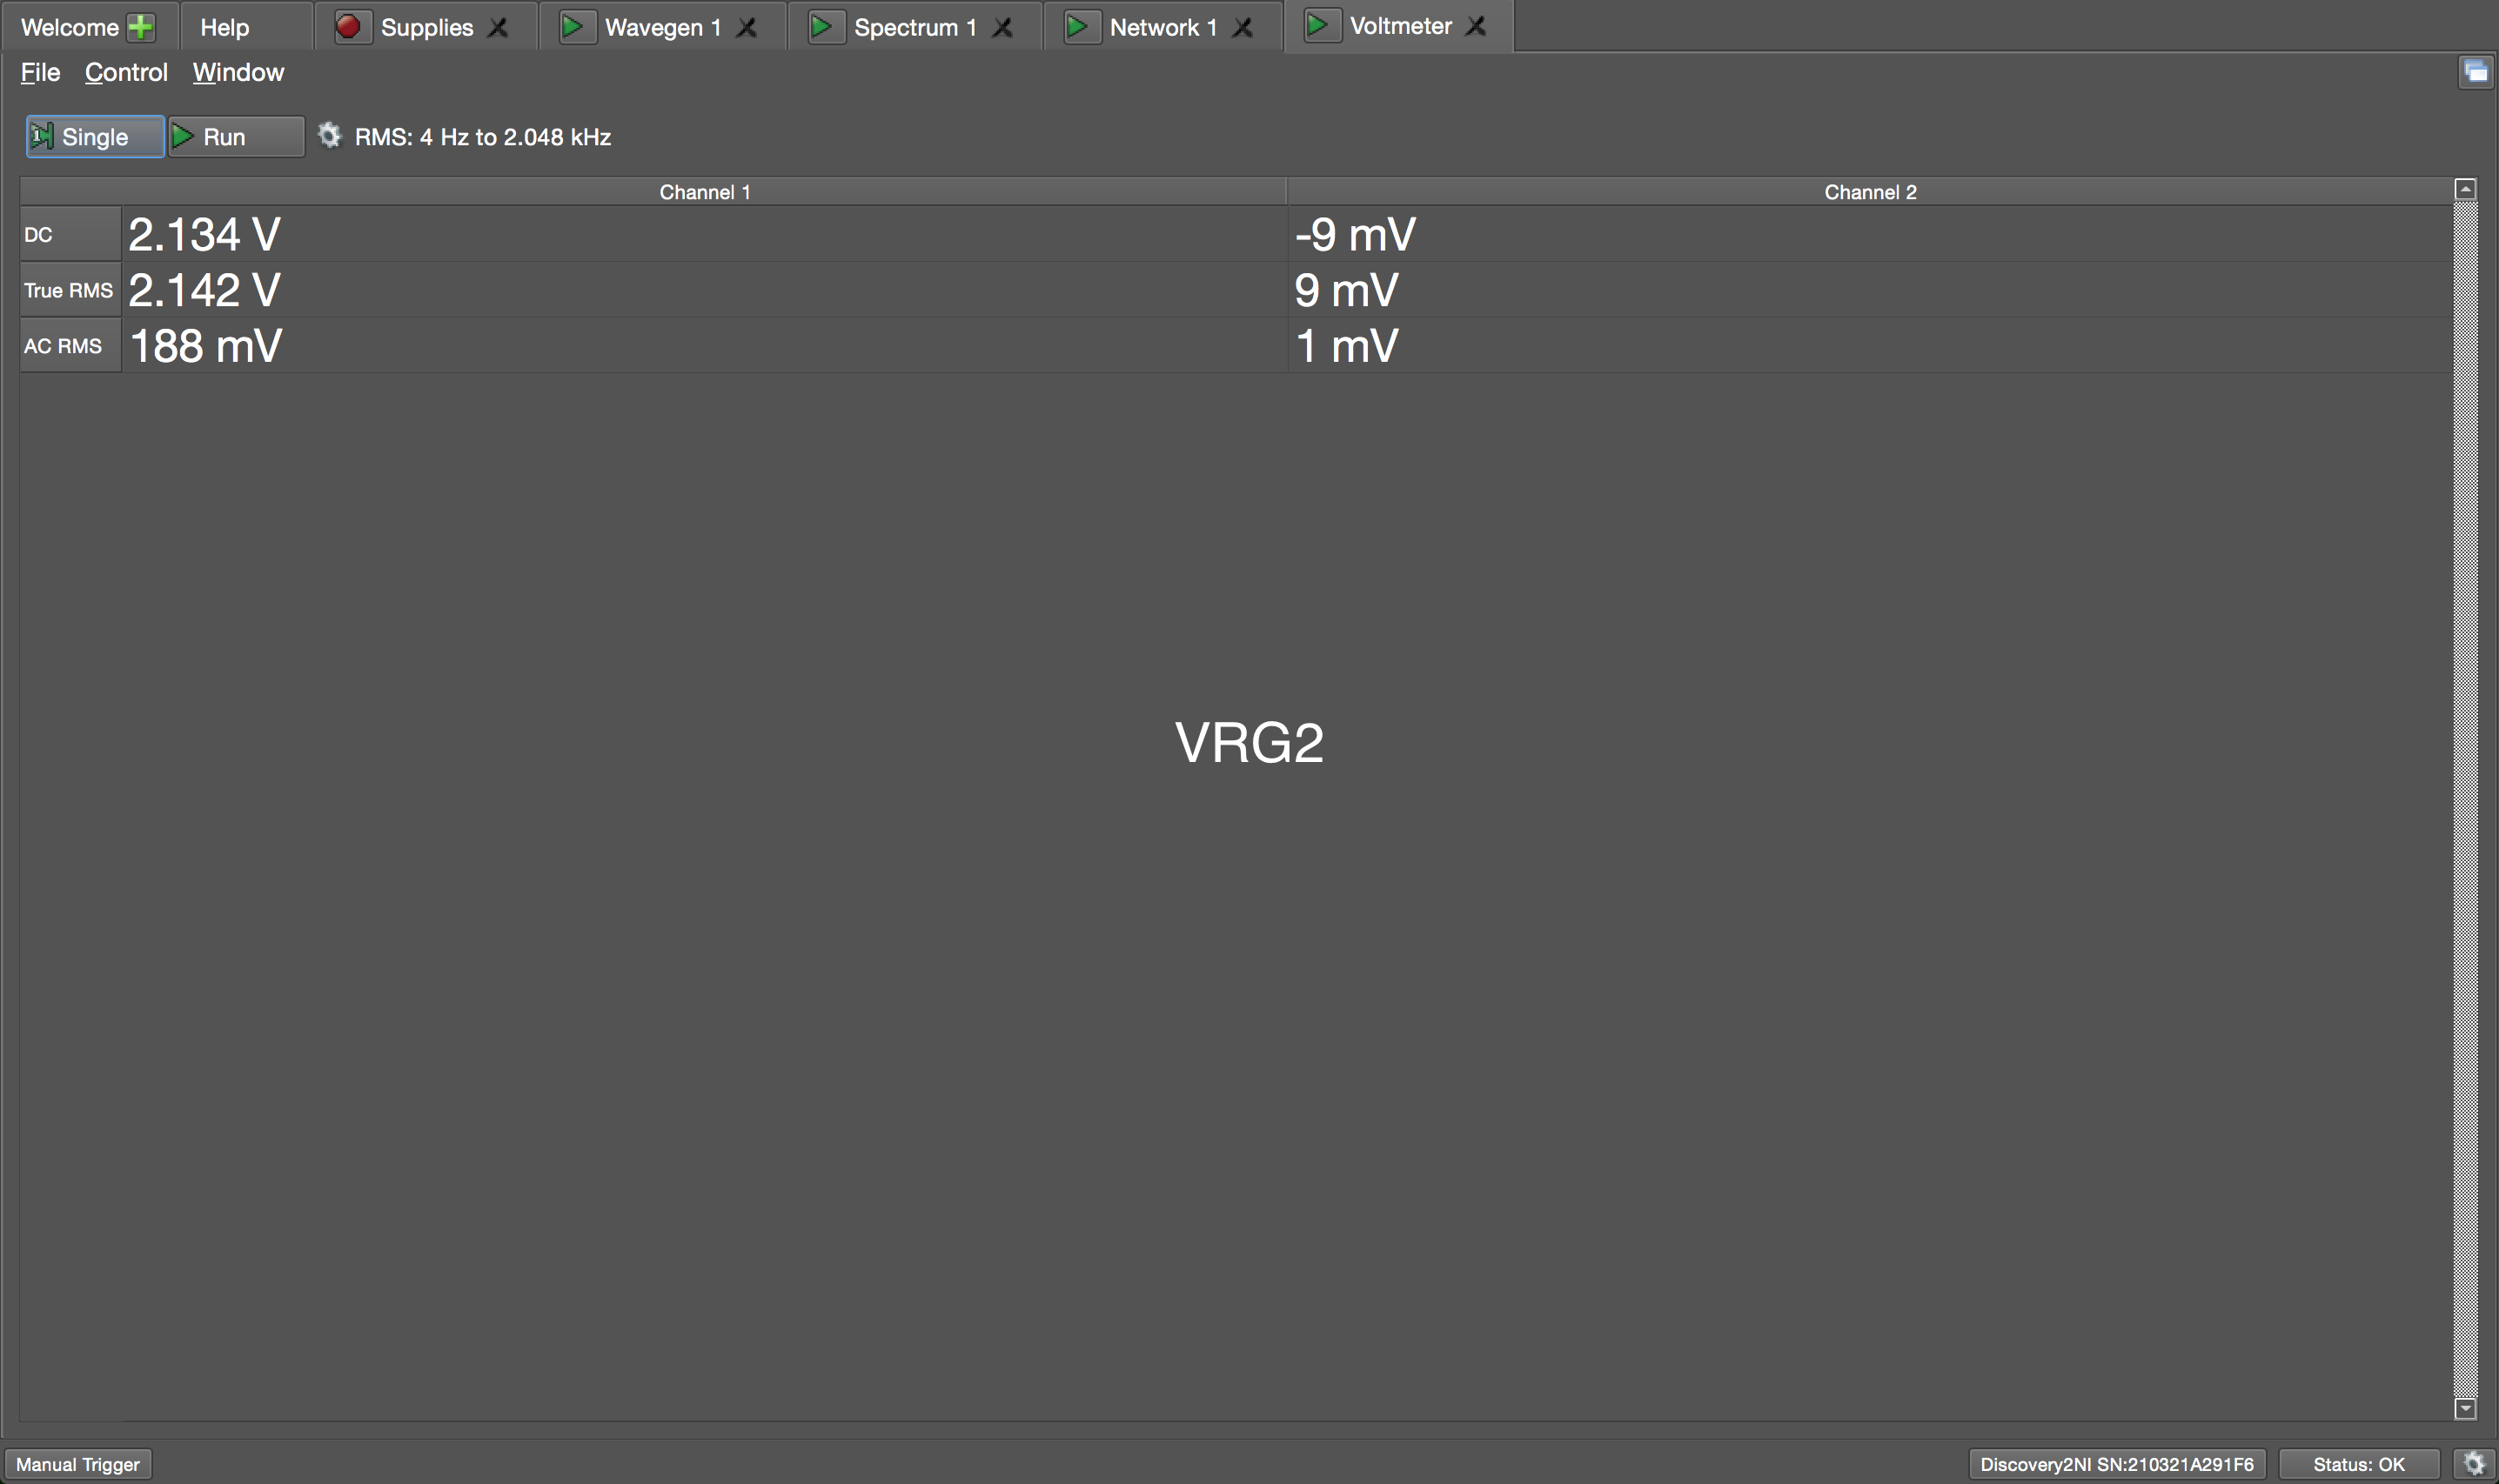 Welcome Help Supplies Wavegen 1 Spectrum 1 Network 1 Voltmeter
File Control Window
Single Run RMS: 4 Hz to 2.048 kHz
Channel 1 Channel 2
DC 2.134 V -9 mV
True RMS 2.142 V 9 mV
AC RMS 188 mV 1 mV
VRG2
Manual Trigger Discovery2NI SN:210321A291F6 Status: OK